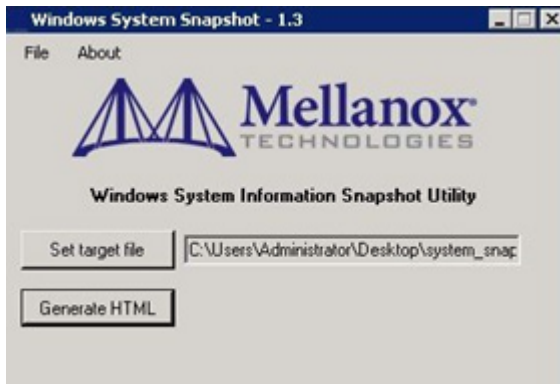 Windows System Snapshot - 1.3
File About
Mellanox
TECHNOLOGIES
Windows System Information Snapshot Utility
Set target file C:\Users\Administrator\Desktop\system_snap
Generate HTML